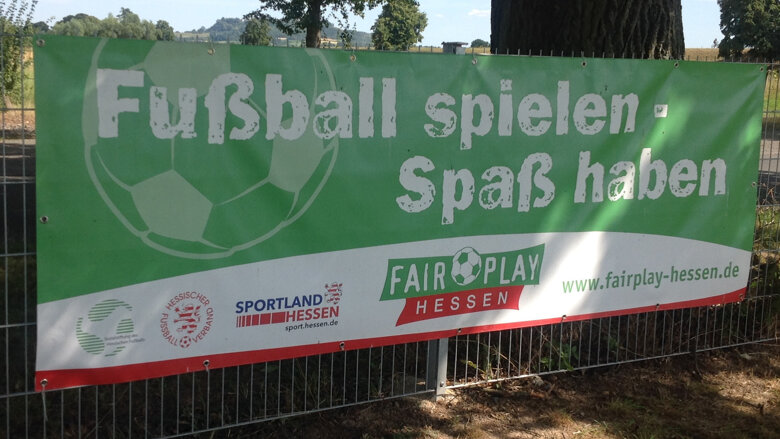 Fußball spielen -
Spaß haben
FAIR PLAY
HESSEN
www.fairplay-hessen.de
SPORTLAND
HESSEN
sport.hessen.de
HESSISCHER
FUSSBALL
VERBAND